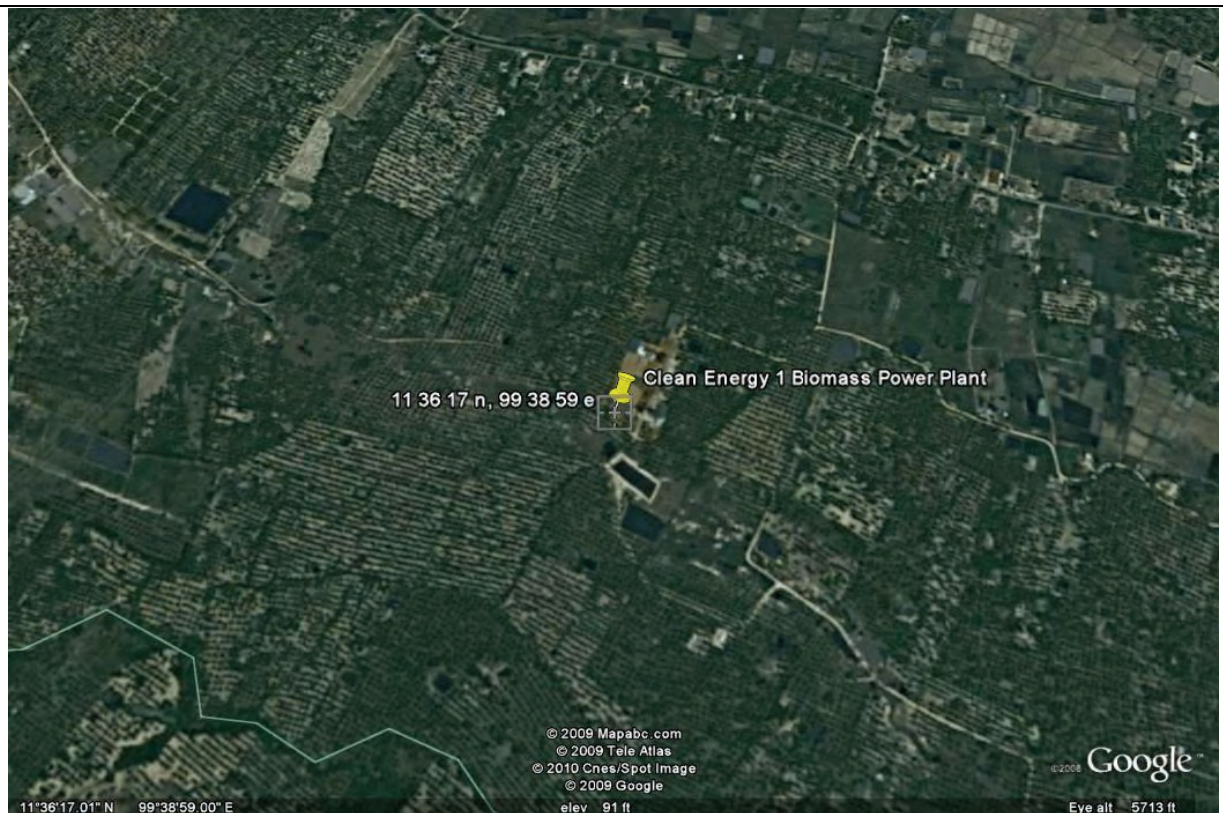 Clean Energy 1 Biomass Power Plant
11 36 17 n, 99 38 59 e
© 2009 Mapabc.com
© 2009 Tele Atlas
© 2010 Cnes/Spot Image
© 2009 Google
©2008 Google
11°36'17.01" N 99°38'59.00" E elev 91 ft Eye alt 5713 ft